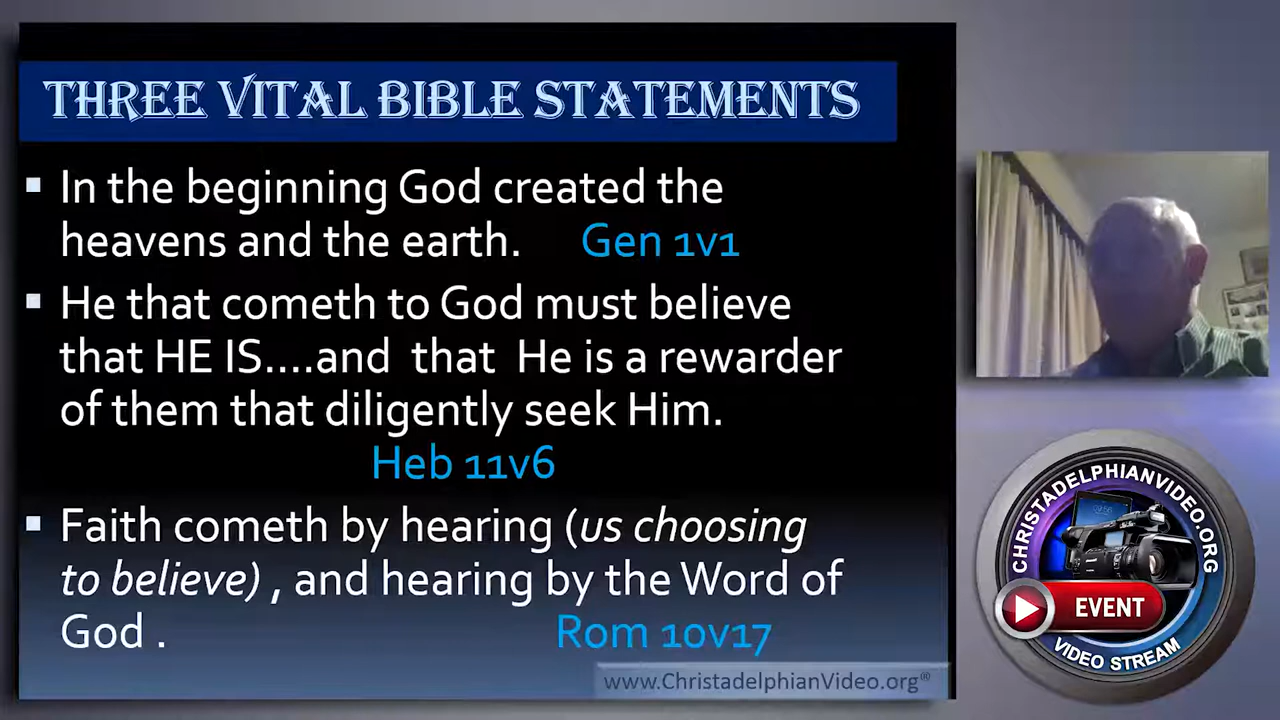 THREE VITAL BIBLE STATEMENTS
In the beginning God created the
heavens and the earth. Gen 1v1
He that cometh to God must believe
that HE IS....and that He is a rewarder
of them that diligently seek Him.
Heb 11v6
Faith cometh by hearing (us choosing
to believe) , and hearing by the Word of
God . Rom 10v17
www.ChristadelphianVideo.org®
CHRISTADELPHIANVIDEO.ORG
EVENT
VIDEO STREAM